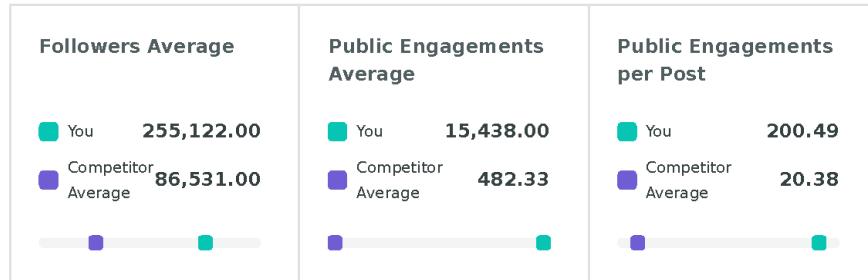 Followers Average
You 255,122.00
Competitor
Average 86,531.00
Public Engagements
Average
You 15,438.00
Competitor
Average 482.33
Public Engagements
per Post
You 200.49
Competitor
Average 20.38